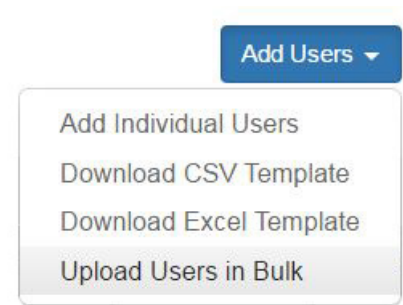 Add Users
Add Individual Users
Download CSV Template
Download Excel Template
Upload Users in Bulk